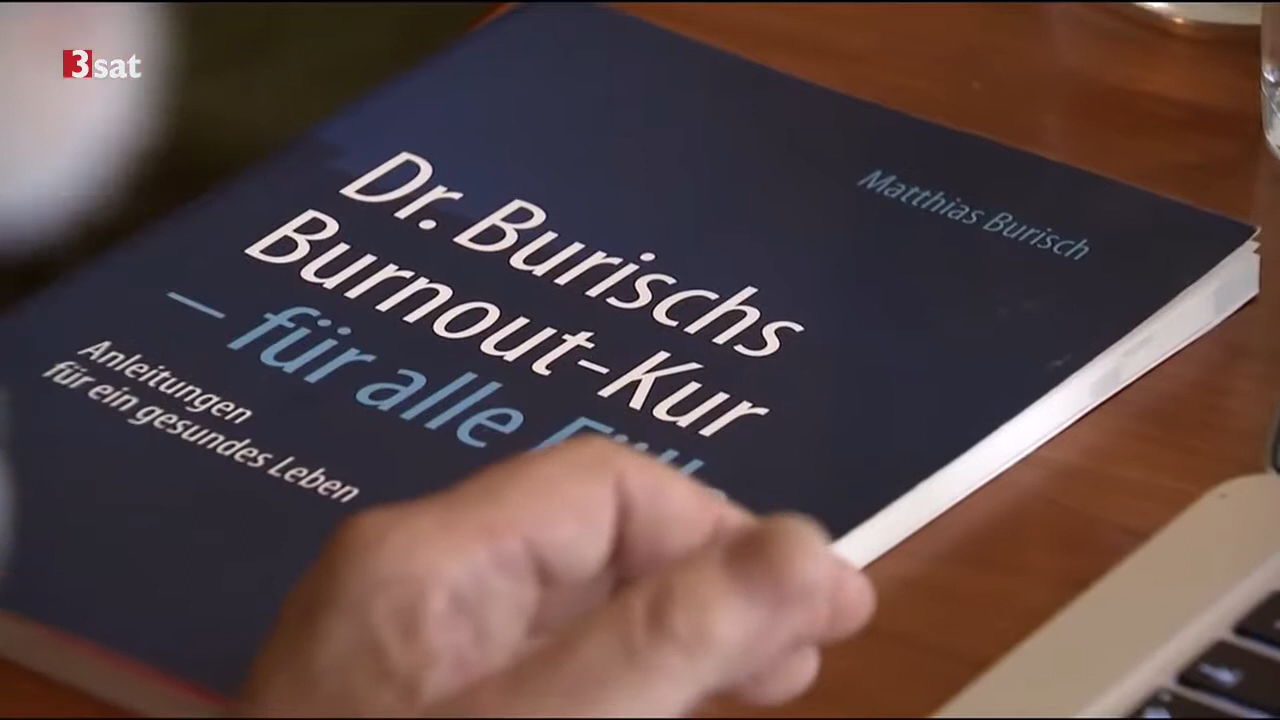 3sat
Matthias Burisch
Dr. Burischs
Burnout-Kur
– für alle
Anleitungen
für ein gesundes Leben